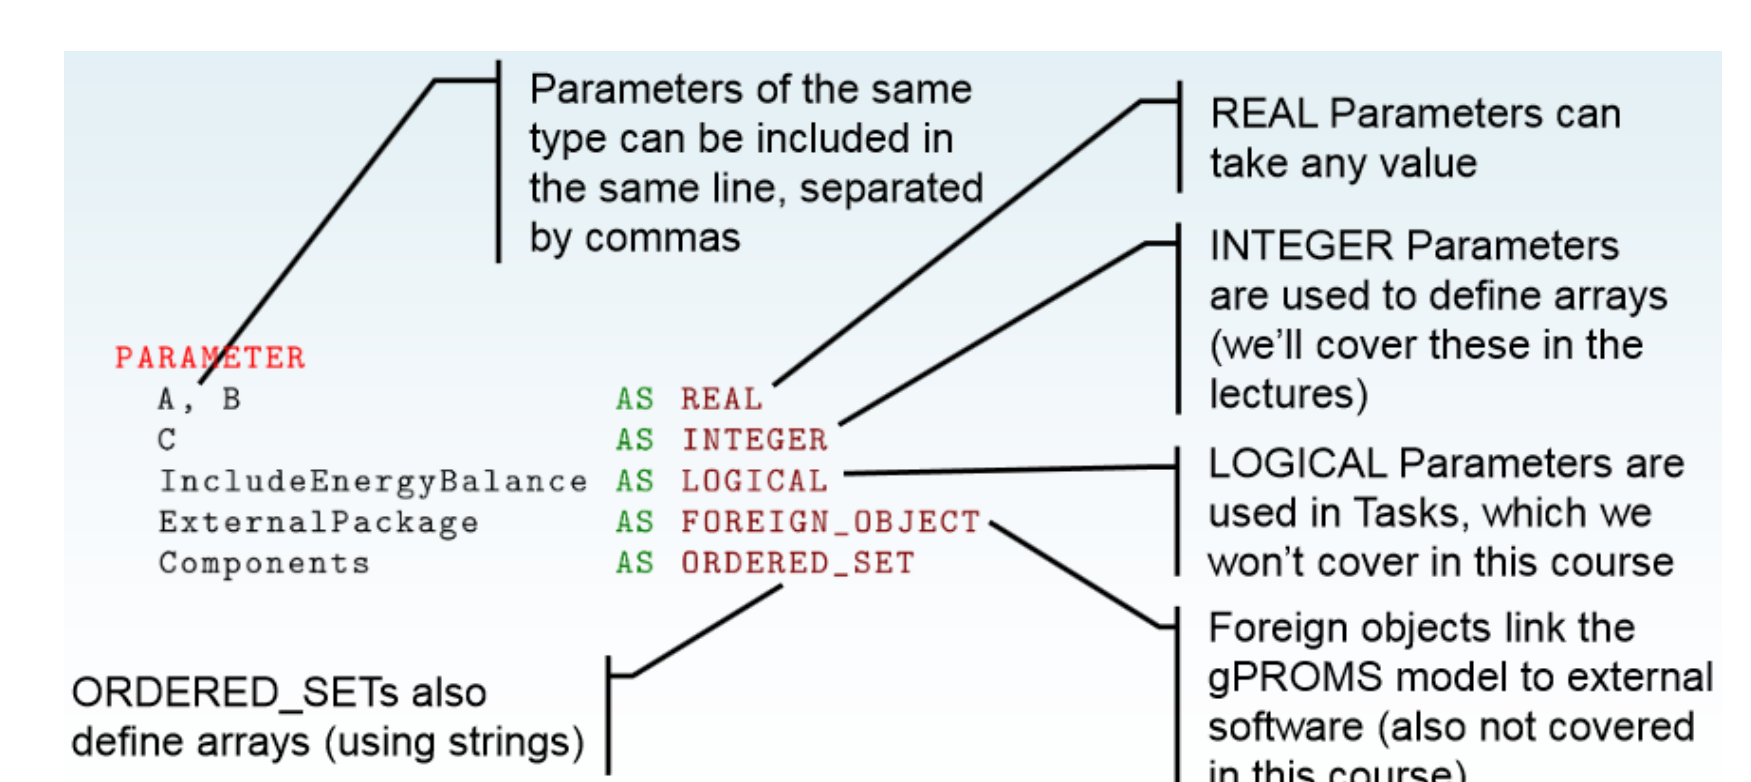 Parameters of the same
type can be included in
the same line, separated
by commas
REAL Parameters can
take any value
INTEGER Parameters
are used to define arrays
(we'll cover these in the
lectures)
PARAMETER
A, B AS REAL
C AS INTEGER
IncludeEnergyBalance AS LOGICAL
ExternalPackage AS FOREIGN_OBJECT
Components AS ORDERED_SET
LOGICAL Parameters are
used in Tasks, which we
won't cover in this course
Foreign objects link the
gPROMS model to external
software (also not covered
in this course)
ORDERED_SETs also
define arrays (using strings)